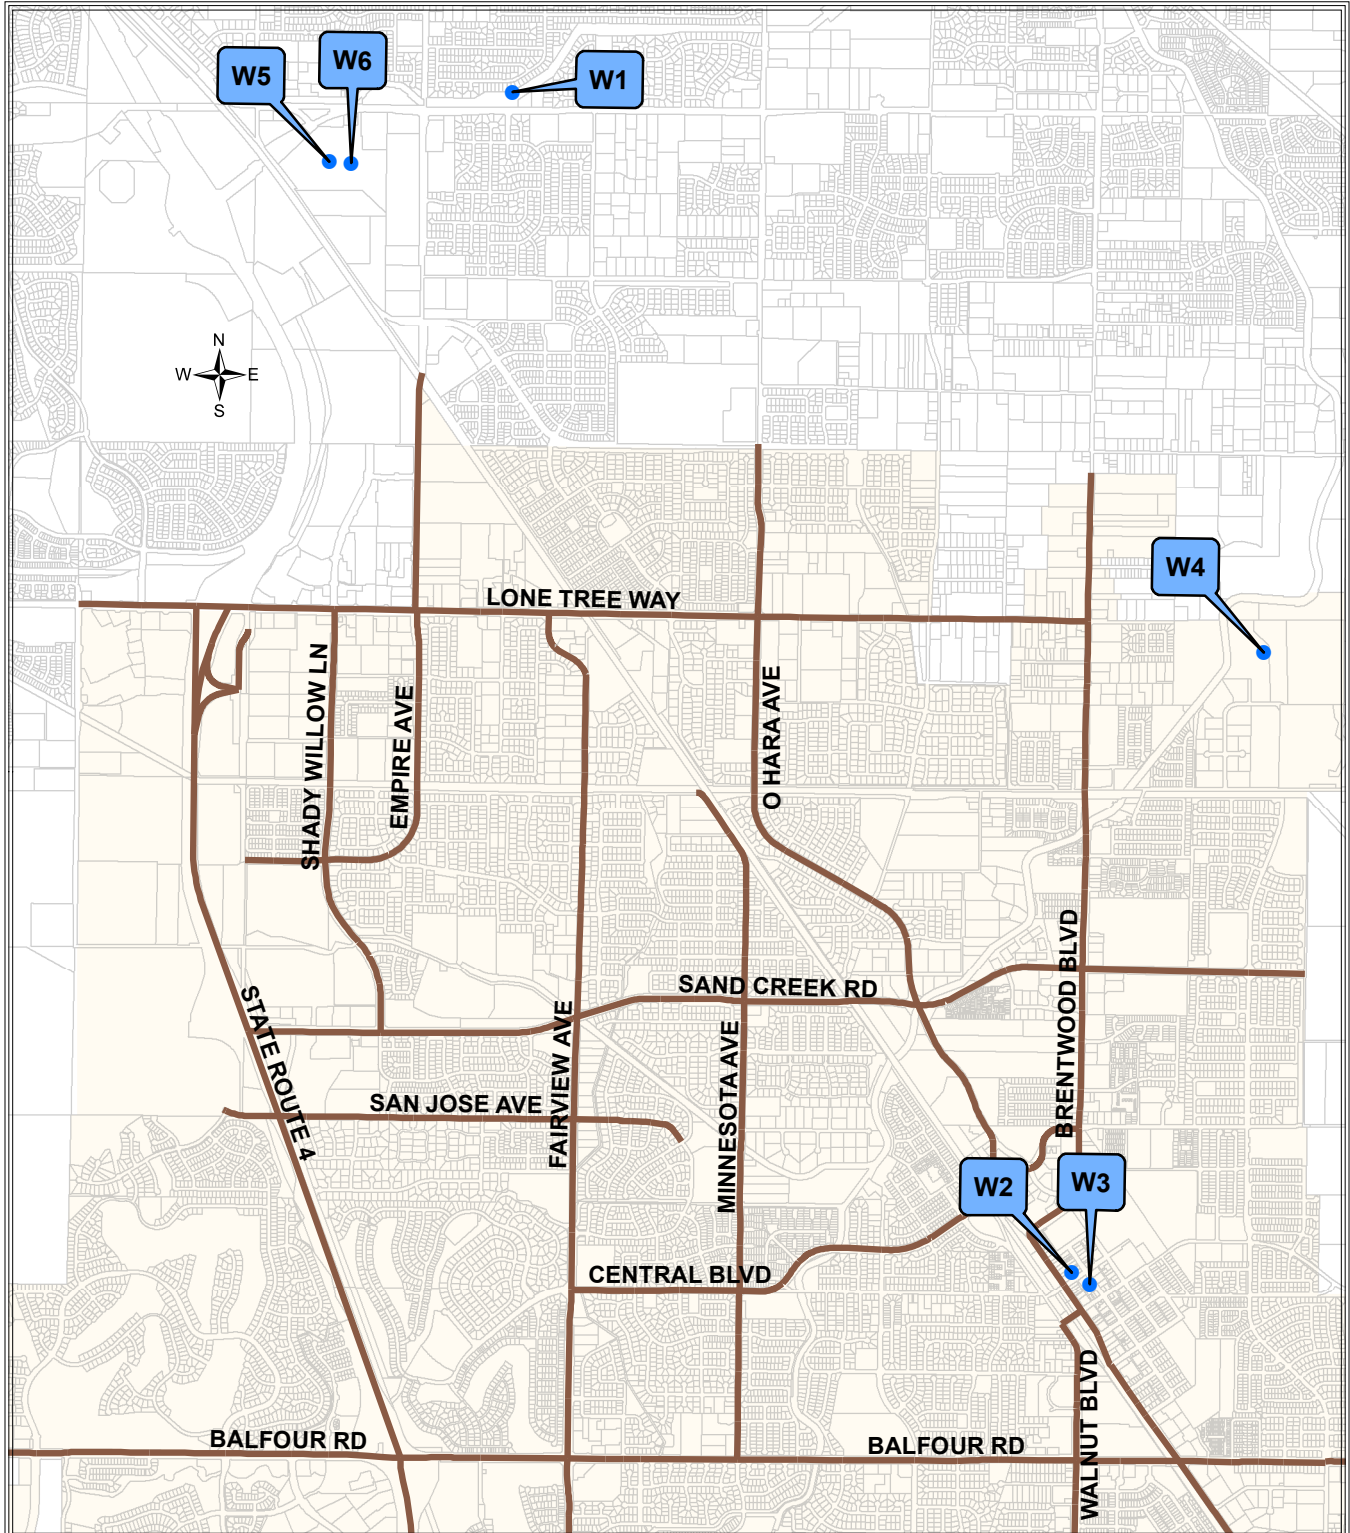 W5
W6
W1
N
W
E
S
W4
LONE TREE WAY
SHADY WILLOW LN
EMPIRE AVE
O HARA AVE
SAND CREEK RD
BRENTWOOD BLVD
STATE ROUTE 4
FAIRVIEW AVE
MINNESOTA AVE
SAN JOSE AVE
W2
W3
CENTRAL BLVD
WALNUT BLVD
BALFOUR RD
BALFOUR RD